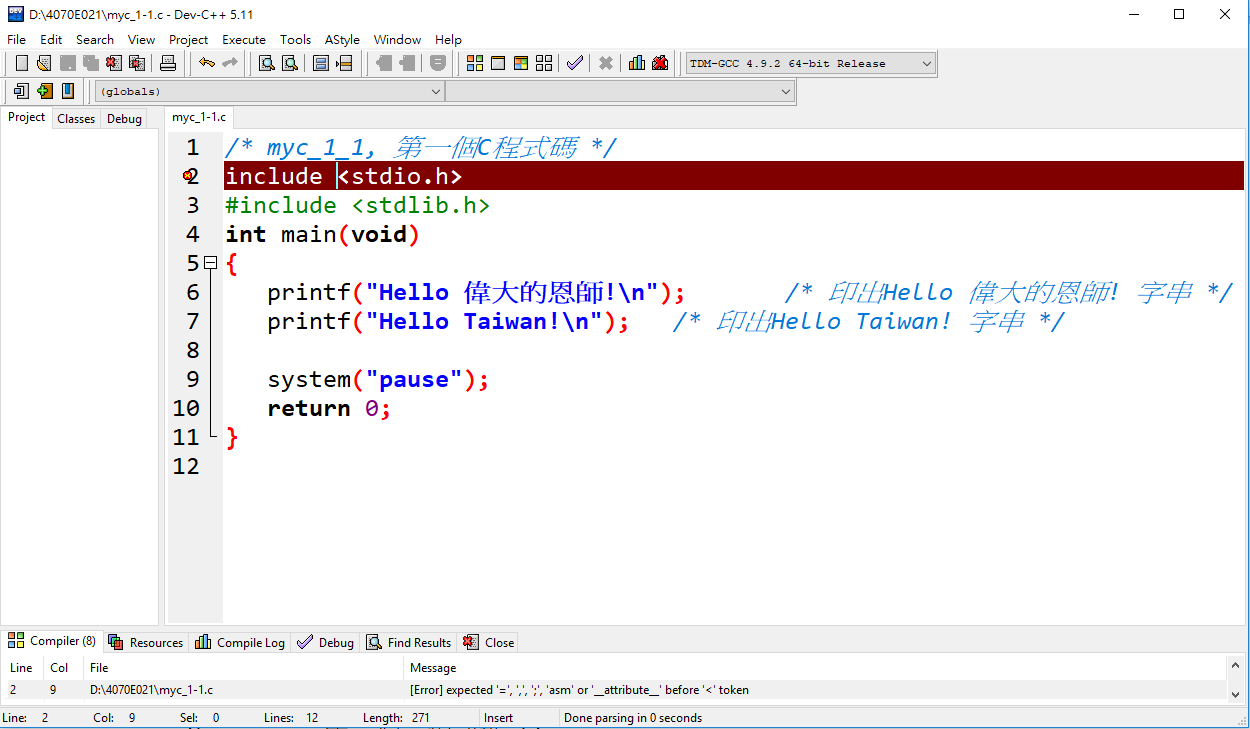 D:\4070E021\myc_1-1.c - Dev-C++ 5.11
File Edit Search View Project Execute Tools AStyle Window Help
TDM-GCC 4.9.2 64-bit Release
(globals)
Project Classes Debug myc_1-1.c
1 /* myc_1_1, 第一個C程式碼 */
2 include <stdio.h>
3 #include <stdlib.h>
4 int main(void)
5 {
6 printf("Hello 偉大的恩師!\n"); /* 印出Hello 偉大的恩師! 字串 */
7 printf("Hello Taiwan!\n"); /* 印出Hello Taiwan! 字串 */
8
9 system("pause");
10 return 0;
11 }
12
Compiler (8) Resources Compile Log Debug Find Results Close
Line Col File Message
2 9 D:\4070E021\myc_1-1.c [Error] expected '=', ',', ';', 'asm' or '__attribute__' before '<' token
Line: 2 Col: 9 Sel: 0 Lines: 12 Length: 271 Insert Done parsing in 0 seconds